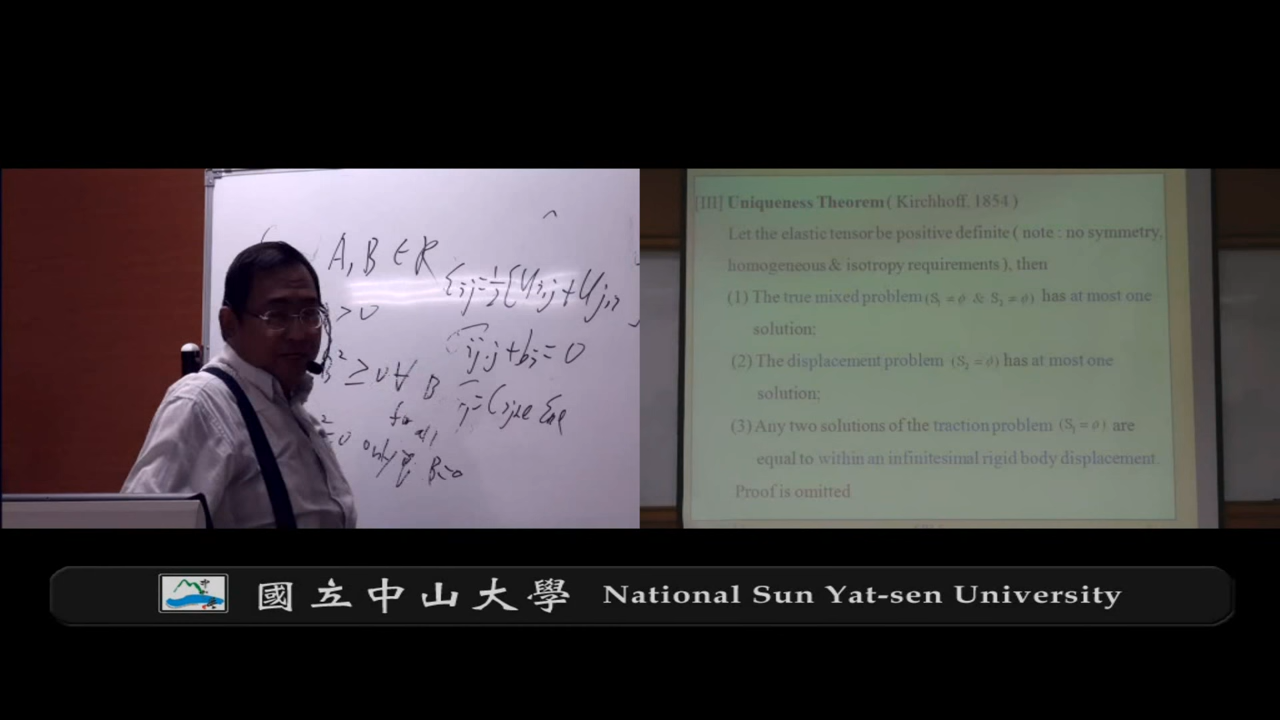 A, B ∈ R
> 0
B² ≥ 0 ∀ B
for all
= 0 only if B=0
εij = ½ (ui,j + uj,i
σij,j + bi = 0
ij = Cijkl εkl
[III] Uniqueness Theorem ( Kirchhoff, 1854 )
Let the elastic tensor be positive definite ( note : no symmetry,
homogeneous & isotropy requirements ), then
(1) The true mixed problem (S₁ = ϕ & S₂ = ϕ) has at most one
solution;
(2) The displacement problem (S₂ = ϕ) has at most one
solution;
(3) Any two solutions of the traction problem (S₁ = ϕ) are
equal to within an infinitesimal rigid body displacement.
Proof is omitted
國立中山大學 National Sun Yat-sen University